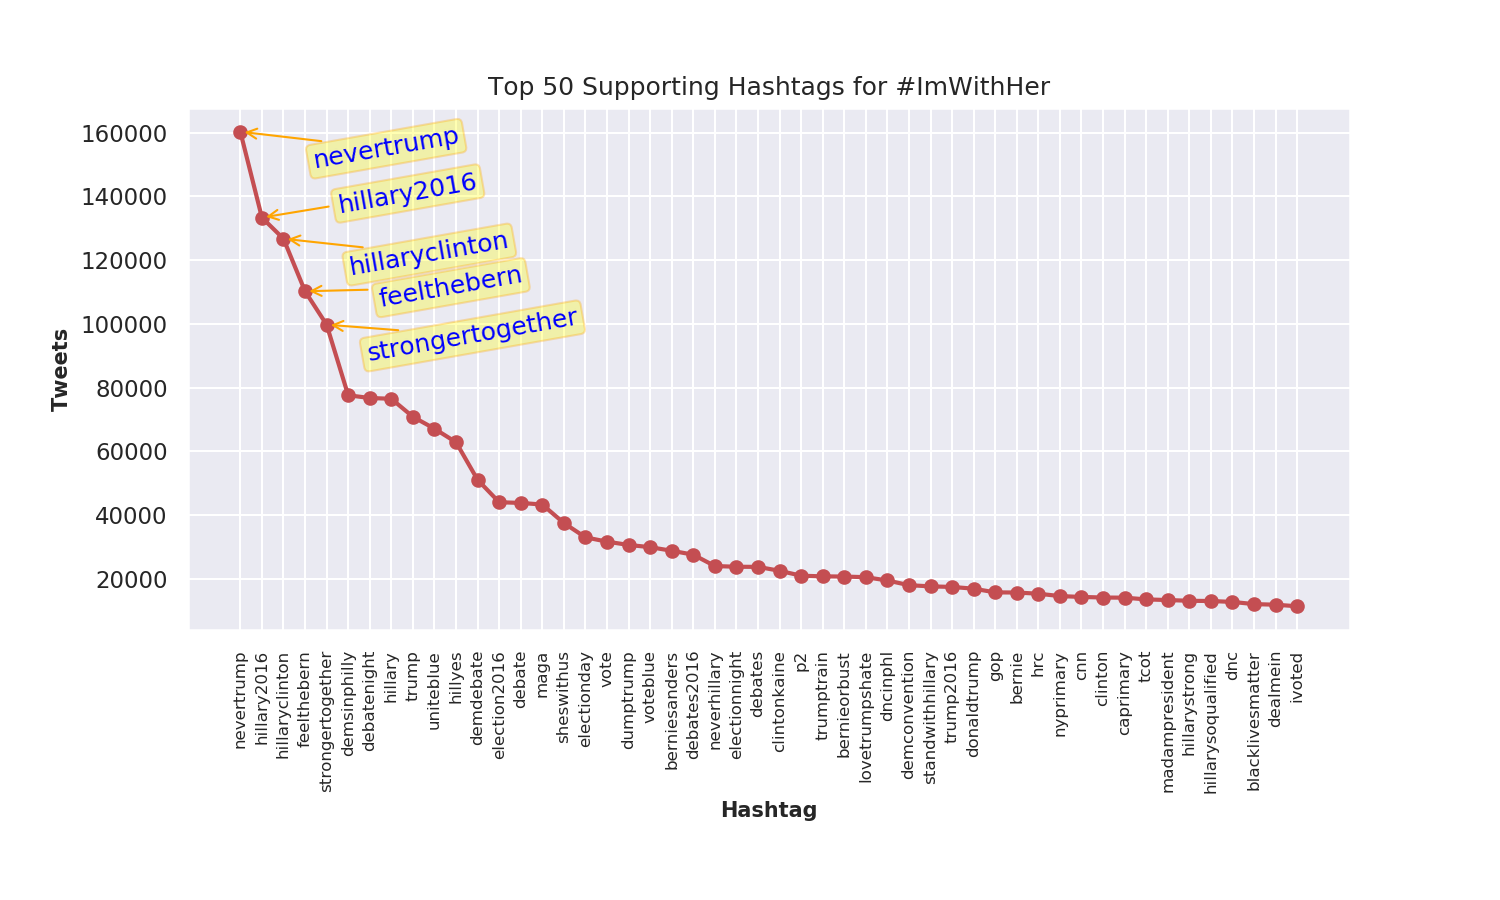 Top 50 Supporting Hashtags for #ImWithHer
160000
140000
120000
100000
80000
60000
40000
20000
Tweets
nevertrump
hillary2016
hillaryclinton
feelthebern
strongertogether
nevertrump
hillary2016
hillaryclinton
feelthebern
strongertogether
demsinphilly
debatenight
hillary
trump
uniteblue
hillyes
demdebate
election2016
debate
maga
sheswithus
electionday
vote
dumptrump
voteblue
berniesanders
debates2016
neverhillary
electionnight
debates
clintonkaine
p2
trumptrain
bernieorbust
lovetrumpshate
dncinphl
demconvention
standwithhillary
trump2016
donaldtrump
gop
bernie
hrc
nyprimary
cnn
clinton
caprimary
tcot
madampresident
hillarystrong
hillarysoqualified
dnc
blacklivesmatter
dealmein
ivoted
Hashtag